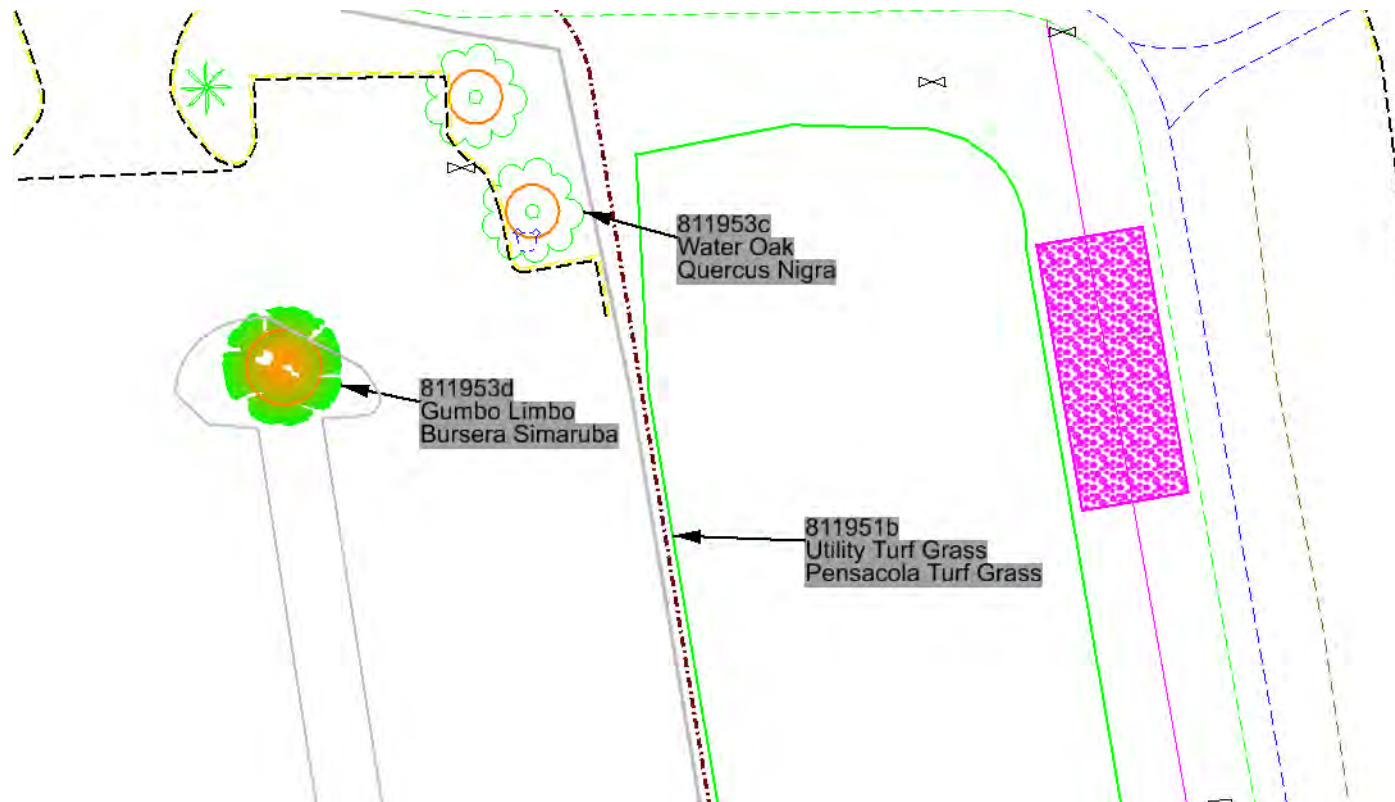 811953c
Water Oak
Quercus Nigra
811953d
Gumbo Limbo
Bursera Simaruba
811951b
Utility Turf Grass
Pensacola Turf Grass